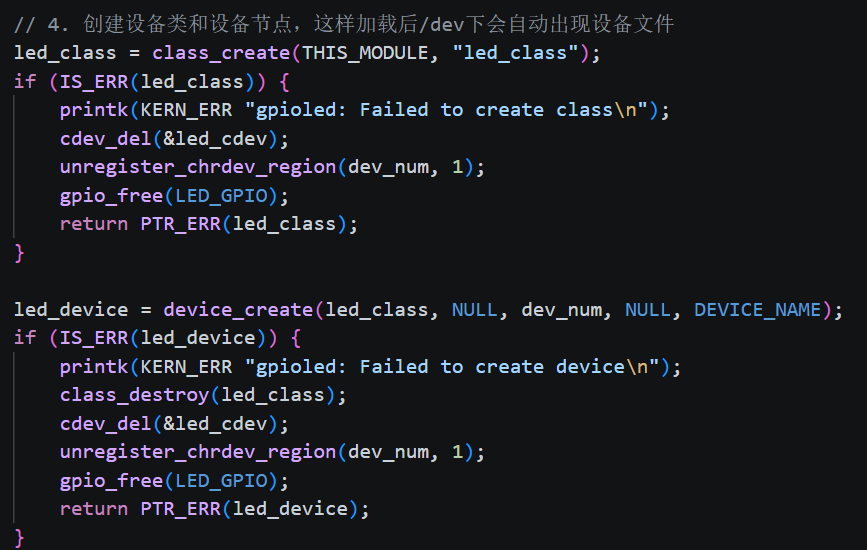 // 4. 创建设备类和设备节点，这样加载后/dev下会自动出现设备文件
led_class = class_create(THIS_MODULE, "led_class");
if (IS_ERR(led_class)) {
    printk(KERN_ERR "gpioled: Failed to create class\n");
    cdev_del(&led_cdev);
    unregister_chrdev_region(dev_num, 1);
    gpio_free(LED_GPIO);
    return PTR_ERR(led_class);
}

led_device = device_create(led_class, NULL, dev_num, NULL, DEVICE_NAME);
if (IS_ERR(led_device)) {
    printk(KERN_ERR "gpioled: Failed to create device\n");
    class_destroy(led_class);
    cdev_del(&led_cdev);
    unregister_chrdev_region(dev_num, 1);
    gpio_free(LED_GPIO);
    return PTR_ERR(led_device);
}